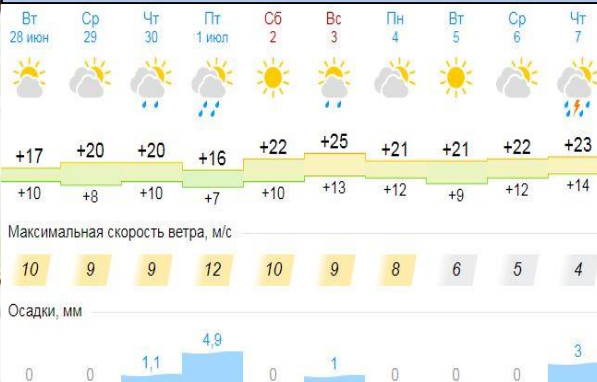 Вт Ср Чт Пт Сб Вс Пн Вт Ср Чт
28 июн 29 30 1 июл 2 3 4 5 6 7
+17 +20 +20 +16 +22 +25 +21 +21 +22 +23
+10 +8 +10 +7 +10 +13 +12 +9 +12 +14
Максимальная скорость ветра, м/с
10 9 9 12 10 9 8 6 5 4
Осадки, мм
0 0 1,1 4,9 0 1 0 0 0 3